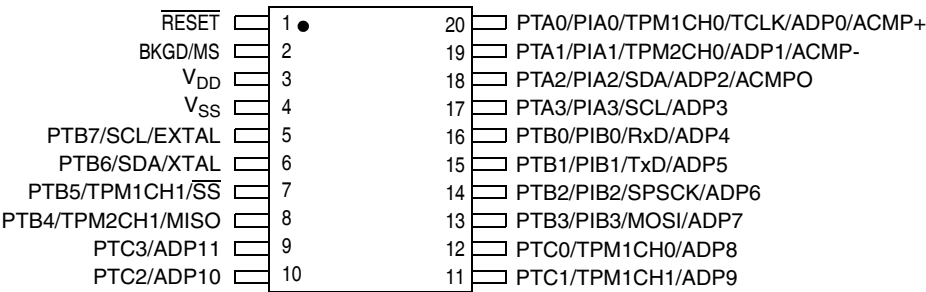 RESET 1 20 PTA0/PIA0/TPM1CH0/TCLK/ADP0/ACMP+
BKGD/MS 2 19 PTA1/PIA1/TPM2CH0/ADP1/ACMP-
VDD 3 18 PTA2/PIA2/SDA/ADP2/ACMPO
VSS 4 17 PTA3/PIA3/SCL/ADP3
PTB7/SCL/EXTAL 5 16 PTB0/PIB0/RxD/ADP4
PTB6/SDA/XTAL 6 15 PTB1/PIB1/TxD/ADP5
PTB5/TPM1CH1/SS 7 14 PTB2/PIB2/SPSCK/ADP6
PTB4/TPM2CH1/MISO 8 13 PTB3/PIB3/MOSI/ADP7
PTC3/ADP11 9 12 PTC0/TPM1CH0/ADP8
PTC2/ADP10 10 11 PTC1/TPM1CH1/ADP9